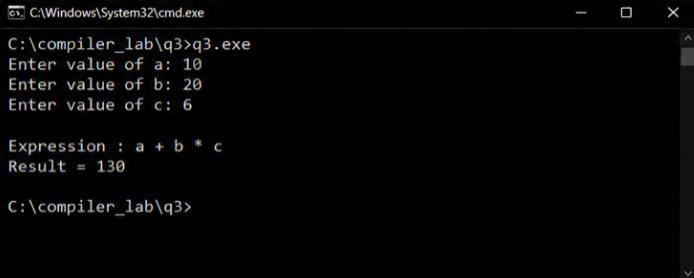 C:\Windows\System32\cmd.exe
C:\compiler_lab\q3>q3.exe
Enter value of a: 10
Enter value of b: 20
Enter value of c: 6
Expression : a + b * c
Result = 130
C:\compiler_lab\q3>